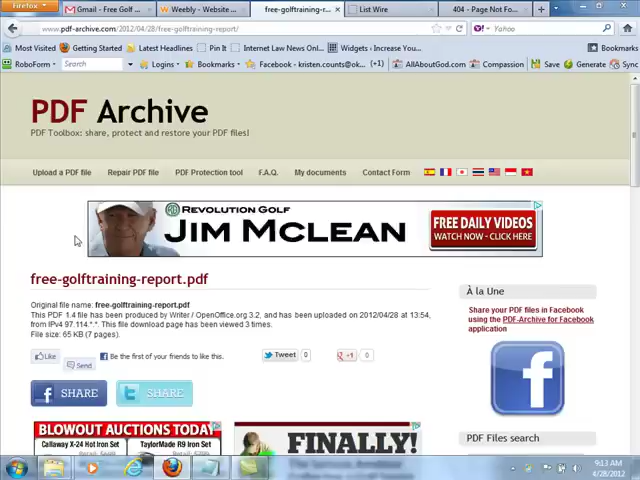 Firefox
Gmail - Free Golf ...
Weebly - Website ...
free-golftraining-r...
List Wire
404 - Page Not Fo...
www.pdf-archive.com/2012/04/28/free-golftraining-report/
Yahoo
Most Visited
Getting Started
Latest Headlines
Pin It
Internet Law News Onl...
Widgets « Increase Yo...
Bookmarks
RoboForm
Search
Logins
Bookmarks
Facebook - kristen.counts@ok...
AllAboutGod.com
Compassion
Save
Generate
Sync
PDF Archive
PDF Toolbox: share, protect and restore your PDF files!
Upload a PDF file
Repair PDF file
PDF Protection tool
F.A.Q.
My documents
Contact Form
RG REVOLUTION GOLF
JIM MCLEAN
FREE DAILY VIDEOS
WATCH NOW - CLICK HERE
free-golftraining-report.pdf
Original file name: free-golftraining-report.pdf
This PDF 1.4 file has been produced by Writer / OpenOffice.org 3.2, and has been uploaded on 2012/04/28 at 13:54,
from IPv4 97.114.*.*. This file download page has been viewed 3 times.
File size: 65 KB (7 pages).
Like
Send
Be the first of your friends to like this.
Tweet
0
+1
0
SHARE
SHARE
À la Une
Share your PDF files in Facebook
using the PDF-Archive for Facebook
application
PDF Files search
BLOWOUT AUCTIONS TODAY
Callaway X-24 Hot Iron Set
TaylorMade R9 Iron Set
FINALLY!
9:13 AM
4/28/2012